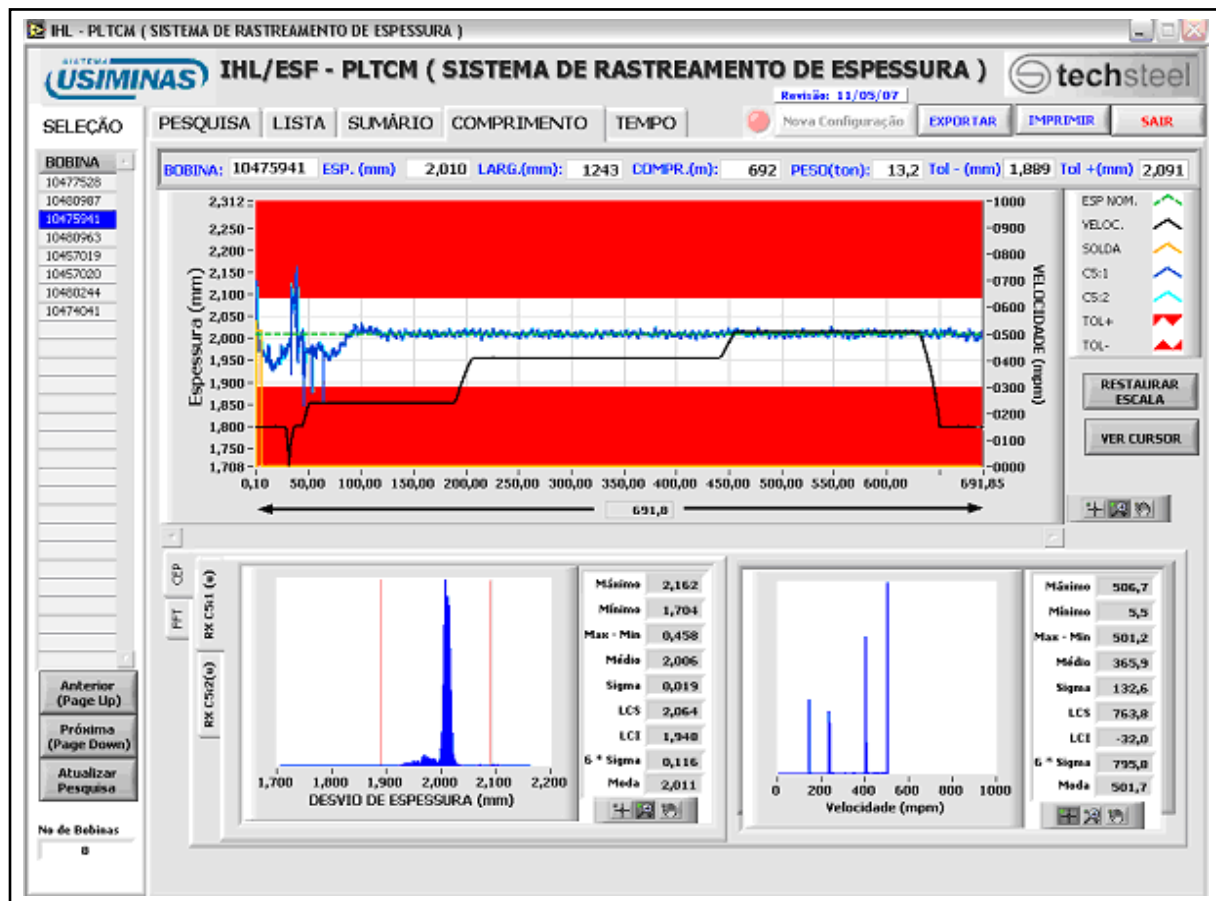 IHL - PLTCM ( SISTEMA DE RASTREAMENTO DE ESPESSURA )
SISTEMA
USIMINAS
IHL/ESF - PLTCM ( SISTEMA DE RASTREAMENTO DE ESPESSURA )
techsteel
Revisão: 11/05/07
SELEÇÃO
PESQUISA LISTA SUMÁRIO COMPRIMENTO TEMPO
Nova Configuração EXPORTAR IMPRIMIR SAIR
BOBINA
10477528
10480987
10475941
10480963
10457019
10457020
10480244
10474041
BOBINA: 10475941 ESP. (mm) 2,010 LARG.(mm): 1243 COMPR.(m): 692 PESO(ton): 13,2 Tol - (mm) 1,889 Tol +(mm) 2,091
Espessura (mm)
2,312
2,250
2,200
2,150
2,100
2,050
2,000
1,950
1,900
1,850
1,800
1,750
1,708
1000
0900
0800
0700
0600
0500
0400
0300
0200
0100
0000
VELOCIDADE (mpm)
0,10 50,00 100,00 150,00 200,00 250,00 300,00 350,00 400,00 450,00 500,00 550,00 600,00 691,85
691,8
ESP NOM.
VELOC.
SOLDA
C5:1
C5:2
TOL+
TOL-
RESTAURAR
ESCALA
VER CURSOR
CEP
FFT
RX C5:1 (u)
RX C5:2(u)
1,700 1,800 1,900 2,000 2,100 2,200
DESVIO DE ESPESSURA (mm)
Máximo 2,162
Mínimo 1,704
Max - Min 0,458
Médio 2,006
Sigma 0,019
LCS 2,064
LCI 1,948
6 * Sigma 0,116
Moda 2,011
0 200 400 600 800 1000
Velocidade (mpm)
Máximo 506,7
Mínimo 5,5
Max - Min 501,2
Médio 365,9
Sigma 132,6
LCS 763,8
LCI -32,0
6 * Sigma 795,8
Moda 501,7
Anterior
(Page Up)
Próxima
(Page Down)
Atualizar
Pesquisa
No de Bobinas
8